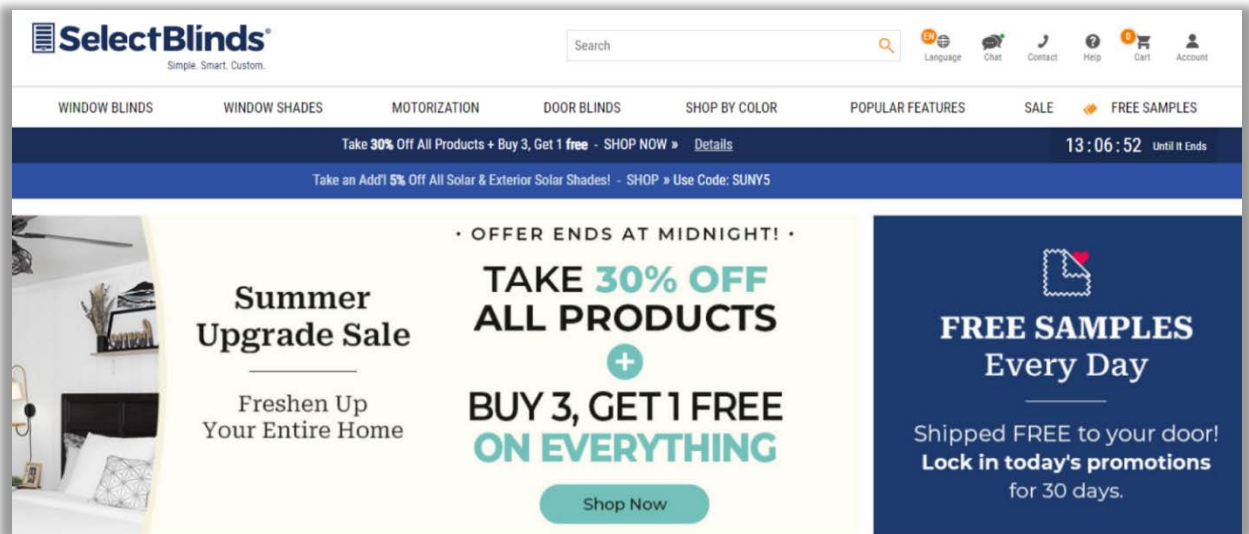 SelectBlinds®
Simple. Smart. Custom.
Search
EN
Language
Chat
Contact
Help
0
Cart
Account
WINDOW BLINDS WINDOW SHADES MOTORIZATION DOOR BLINDS SHOP BY COLOR POPULAR FEATURES SALE FREE SAMPLES
Take 30% Off All Products + Buy 3, Get 1 free - SHOP NOW » Details
13:06:52 Until It Ends
Take an Add'l 5% Off All Solar & Exterior Solar Shades! - SHOP » Use Code: SUNY5
Summer
Upgrade Sale
Freshen Up
Your Entire Home
· OFFER ENDS AT MIDNIGHT! ·
TAKE 30% OFF
ALL PRODUCTS
+
BUY 3, GET 1 FREE
ON EVERYTHING
Shop Now
FREE SAMPLES
Every Day
Shipped FREE to your door!
Lock in today's promotions
for 30 days.